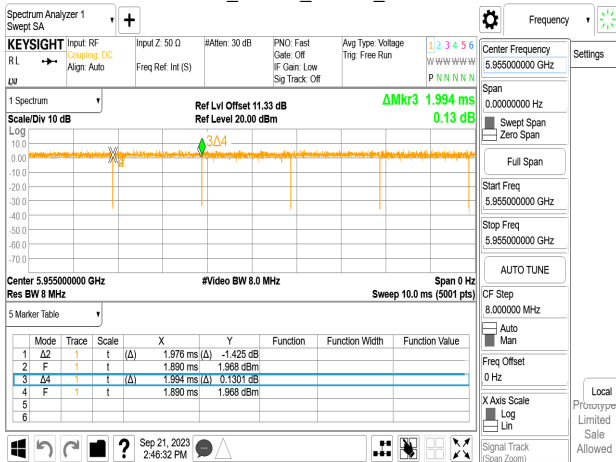 Spectrum Analyzer 1
Swept SA
Frequency
KEYSIGHT Input: RF Input Z: 50 Ω #Atten: 30 dB PNO: Fast Avg Type: Voltage 1 2 3 4 5 6
RL Coupling: DC Gate: Off Trig: Free Run
Align: Auto Freq Ref: Int (S) IF Gain: Low W W W W W W
Sig Track: Off P N N N N N
LXI
1 Spectrum Ref Lvl Offset 11.33 dB ΔMkr3 1.994 ms
Scale/Div 10 dB Ref Level 20.00 dBm 0.13 dB
Log
10.0
0.00
-10.0
-20.0
-30.0
-40.0
-50.0
-60.0
-70.0
3Δ4
Center 5.955000000 GHz #Video BW 8.0 MHz Span 0 Hz
Res BW 8 MHz Sweep 10.0 ms (5001 pts)
5 Marker Table
Mode Trace Scale X Y Function Function Width Function Value
1 Δ2 1 t (Δ) 1.976 ms (Δ) -1.425 dB
2 F 1 t 1.890 ms 1.968 dBm
3 Δ4 1 t (Δ) 1.994 ms (Δ) 0.1301 dB
4 F 1 t 1.890 ms 1.968 dBm
5
6
Sep 21, 2023
2:46:32 PM
Center Frequency
5.955000000 GHz
Settings
Span
0.00000000 Hz
Swept Span
Zero Span
Full Span
Start Freq
5.955000000 GHz
Stop Freq
5.955000000 GHz
AUTO TUNE
CF Step
8.000000 MHz
Auto
Man
Freq Offset
0 Hz
X Axis Scale
Log
Lin
Signal Track
(Span Zoom)
Local
Prototype
Limited
Sale
Allowed